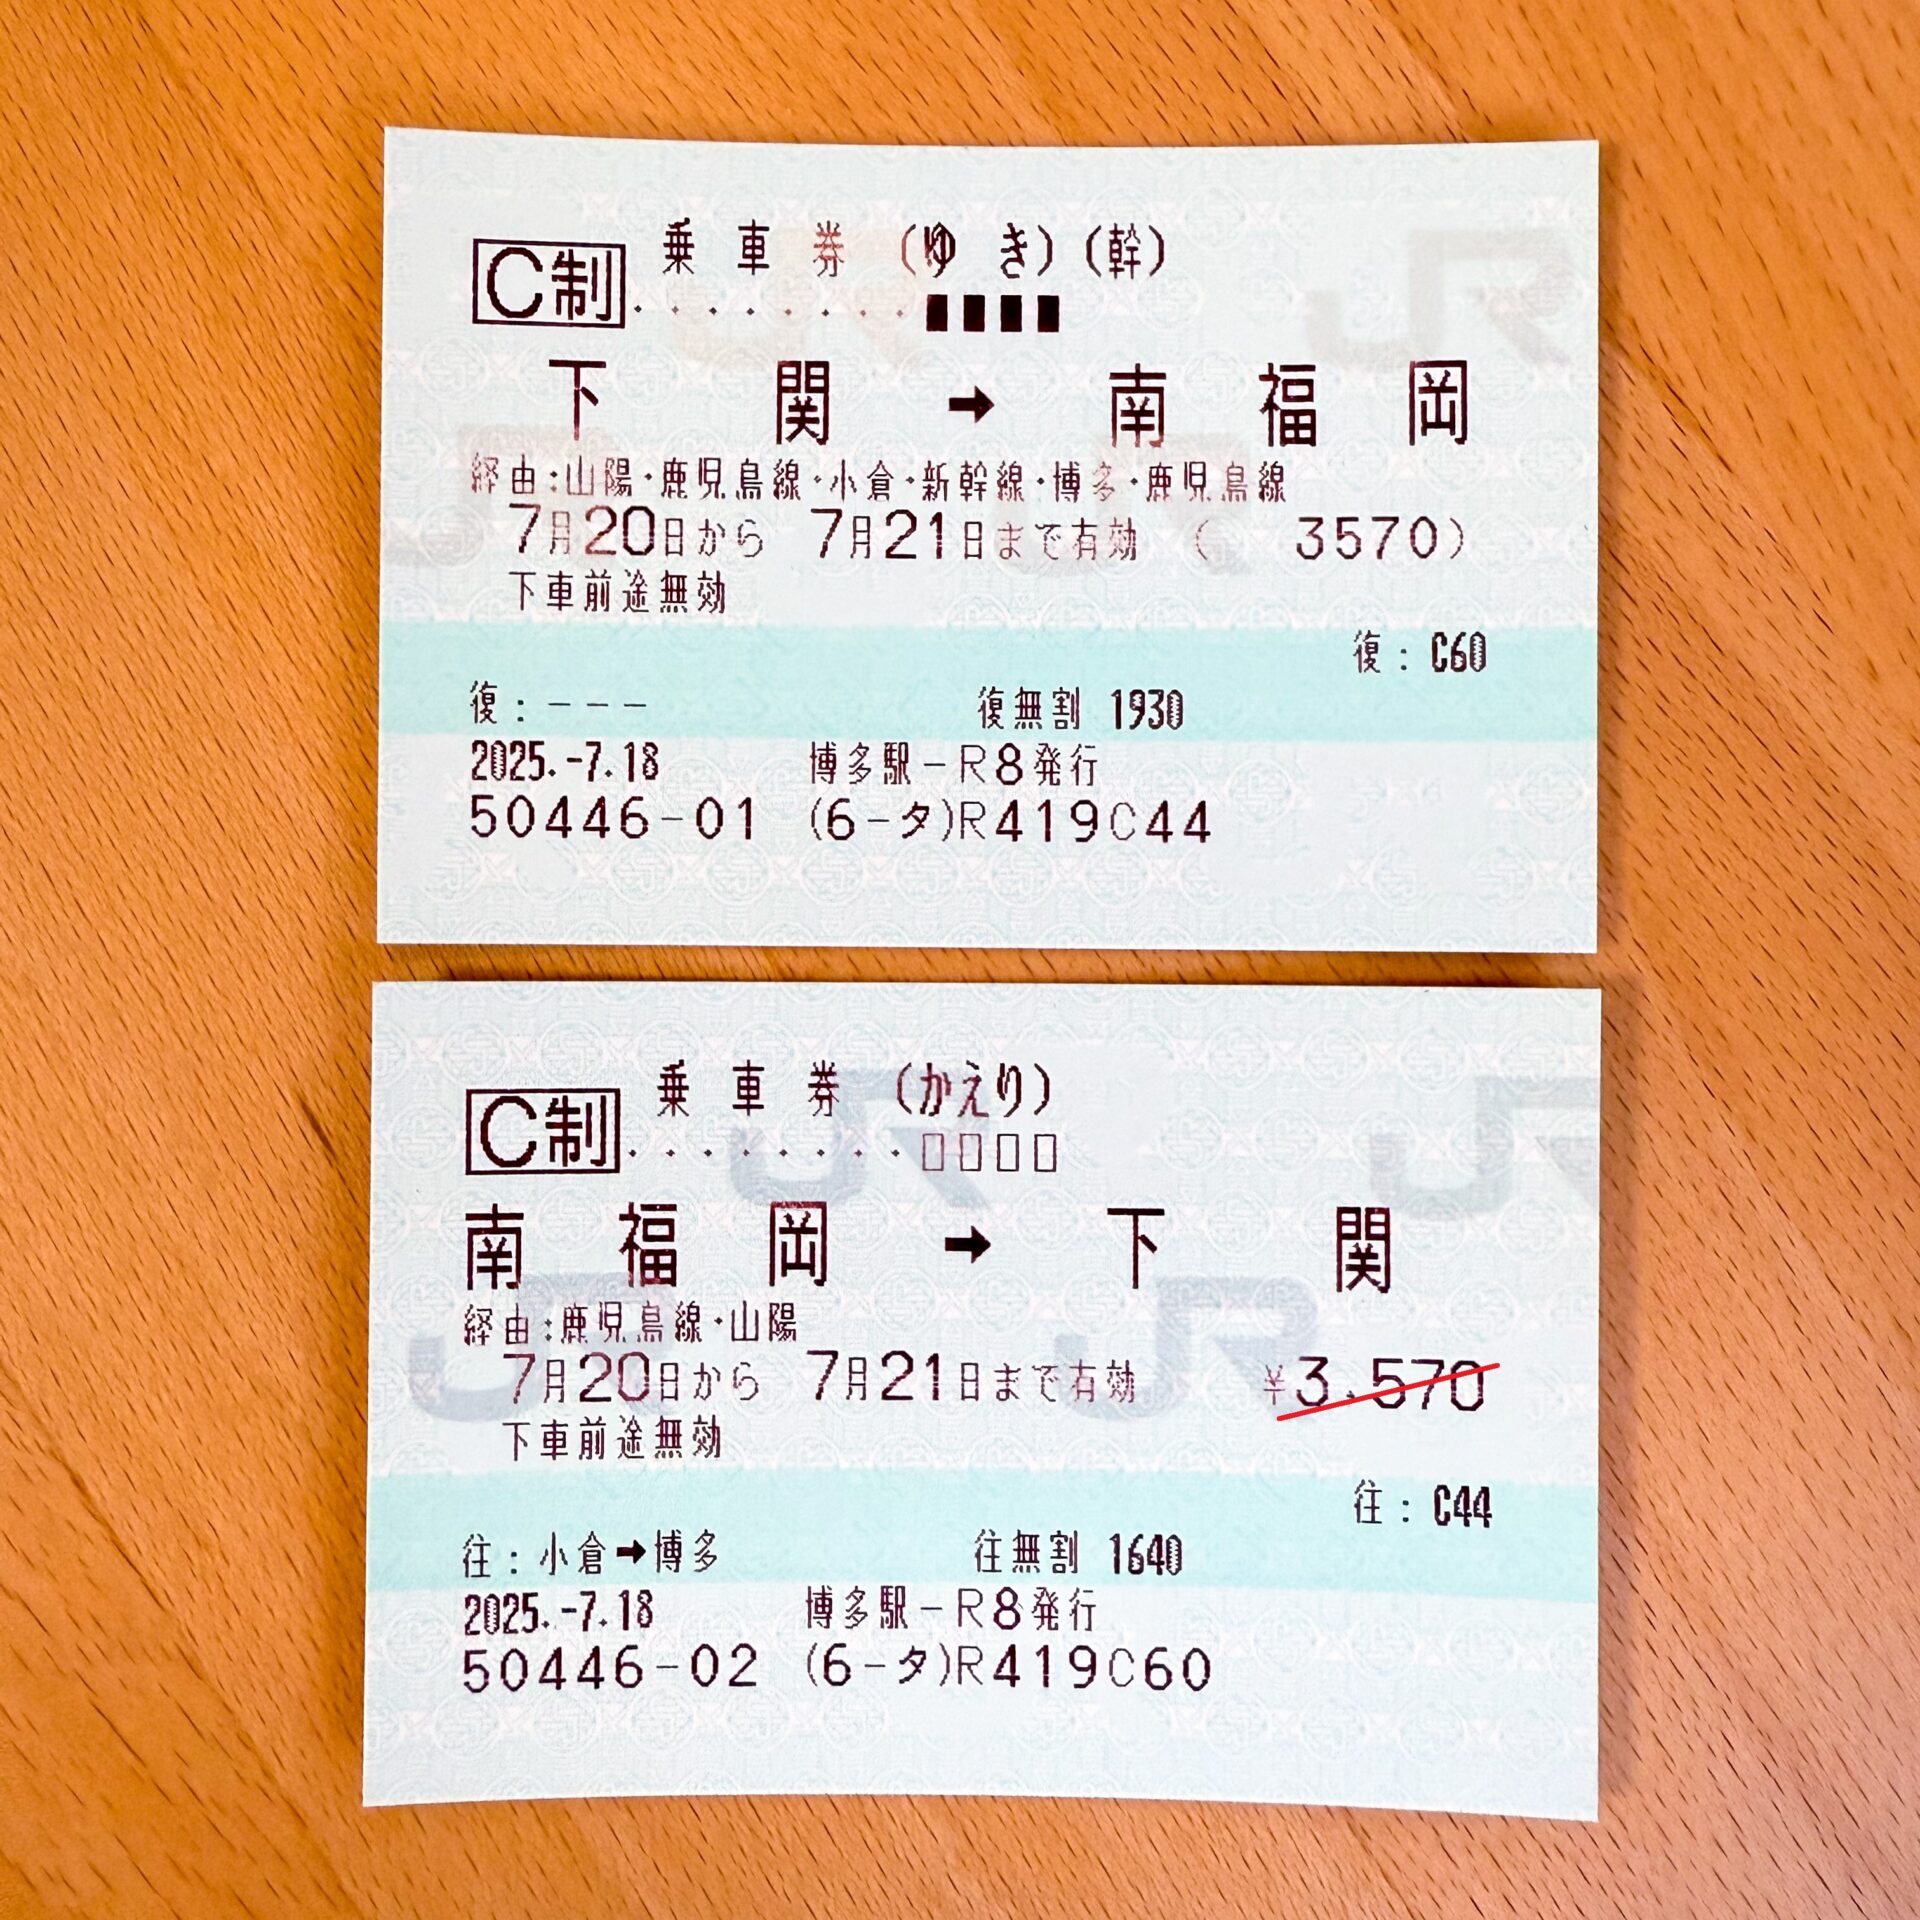 乗車券(ゆき)(幹)
C制 ・・・・・・・・■■■■
下関➡南福岡
経由:山陽・鹿児島線・小倉・新幹線・博多・鹿児島線
7月20日から 7月21日まで有効 ( 3570)
下車前途無効
復:C60
復:--- 復無割 1930
2025.-7.18 博多駅-R8発行
50446-01 (6-タ)R419C44
乗車券(かえり)
C制 ・・・・・・・・□□□□
南福岡➡下関
経由:鹿児島線・山陽
7月20日から 7月21日まで有効 ¥3.570
下車前途無効
往:C44
往:小倉➡博多 往無割 1640
2025.-7.18 博多駅-R8発行
50446-02 (6-タ)R419C60
JR
JR
JR
JR